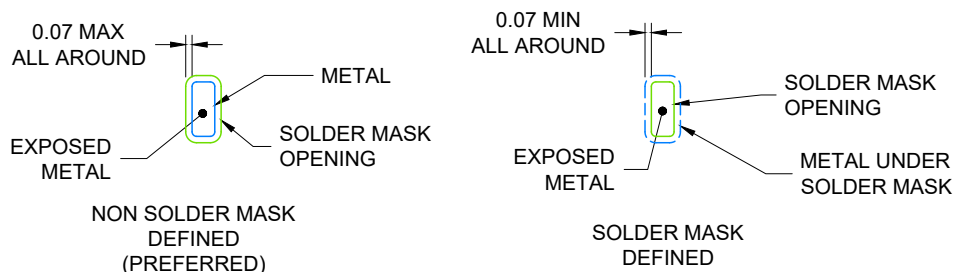 0.07 MAX
ALL AROUND
METAL
SOLDER MASK
OPENING
EXPOSED
METAL
NON SOLDER MASK
DEFINED
(PREFERRED)
0.07 MIN
ALL AROUND
SOLDER MASK
OPENING
EXPOSED
METAL
METAL UNDER
SOLDER MASK
SOLDER MASK
DEFINED